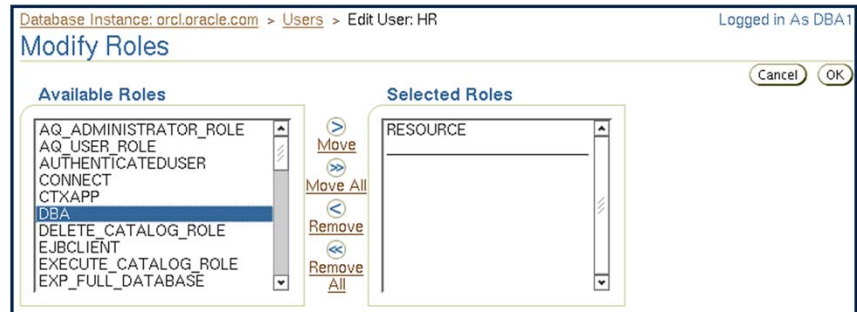 Database Instance: orcl.oracle.com > Users > Edit User: HR
Logged in As DBA1
Modify Roles
Cancel OK
Available Roles
Selected Roles
AQ_ADMINISTRATOR_ROLE
AQ_USER_ROLE
AUTHENTICATEDUSER
CONNECT
CTXAPP
DBA
DELETE_CATALOG_ROLE
EJBCLIENT
EXECUTE_CATALOG_ROLE
EXP_FULL_DATABASE
Move
Move All
Remove
Remove
All
RESOURCE